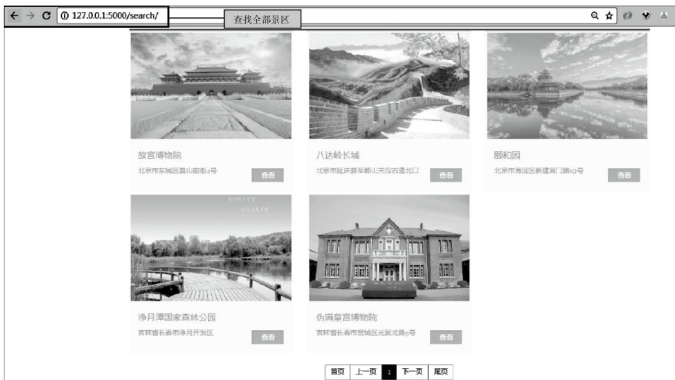 127.0.0.1:5000/search/
查找全部景区
故宫博物院
北京市东城区景山前街4号
查看
八达岭长城
北京市延庆县军都山关沟古道北口
查看
颐和园
北京市海淀区新建宫门路19号
查看
净月潭国家森林公园
吉林省长春市净月开发区
查看
伪满皇宫博物院
吉林省长春市宽城区光复北路5号
查看
首页 上一页 1 下一页 尾页